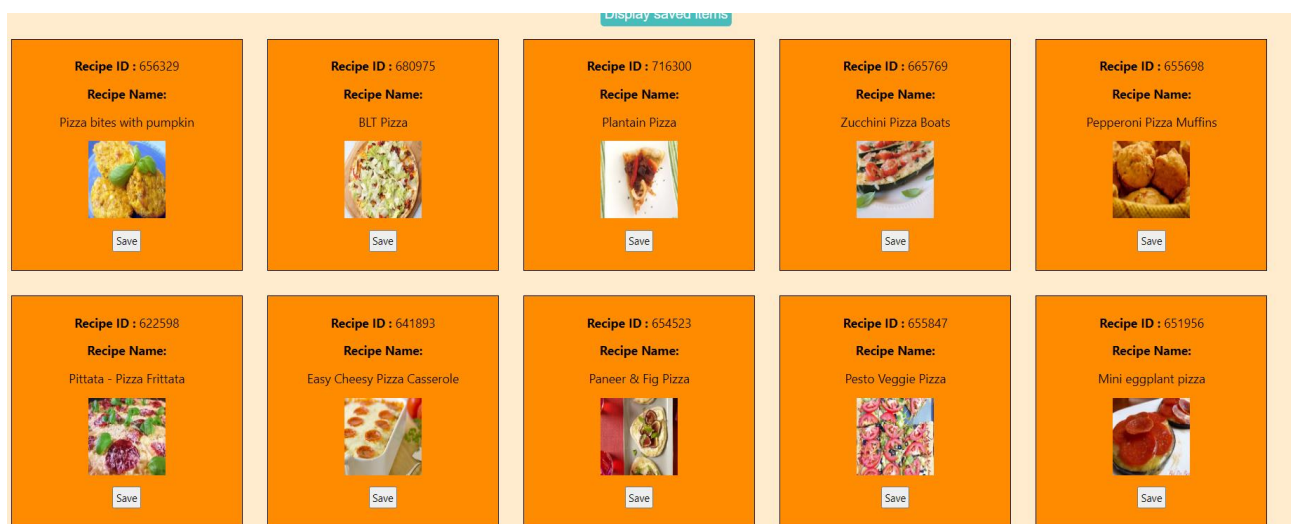 Display saved items
Recipe ID : 656329
Recipe Name:
Pizza bites with pumpkin
Save
Recipe ID : 680975
Recipe Name:
BLT Pizza
Save
Recipe ID : 716300
Recipe Name:
Plantain Pizza
Save
Recipe ID : 665769
Recipe Name:
Zucchini Pizza Boats
Save
Recipe ID : 655698
Recipe Name:
Pepperoni Pizza Muffins
Save
Recipe ID : 622598
Recipe Name:
Pittata - Pizza Frittata
Save
Recipe ID : 641893
Recipe Name:
Easy Cheesy Pizza Casserole
Save
Recipe ID : 654523
Recipe Name:
Paneer & Fig Pizza
Save
Recipe ID : 655847
Recipe Name:
Pesto Veggie Pizza
Save
Recipe ID : 651956
Recipe Name:
Mini eggplant pizza
Save